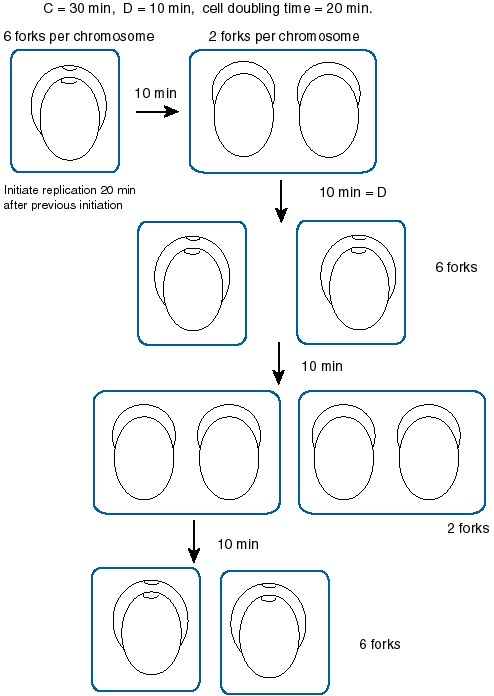 C = 30 min, D = 10 min, cell doubling time = 20 min.
6 forks per chromosome
2 forks per chromosome
10 min
Initiate replication 20 min
after previous initiation
10 min = D
6 forks
10 min
2 forks
10 min
6 forks